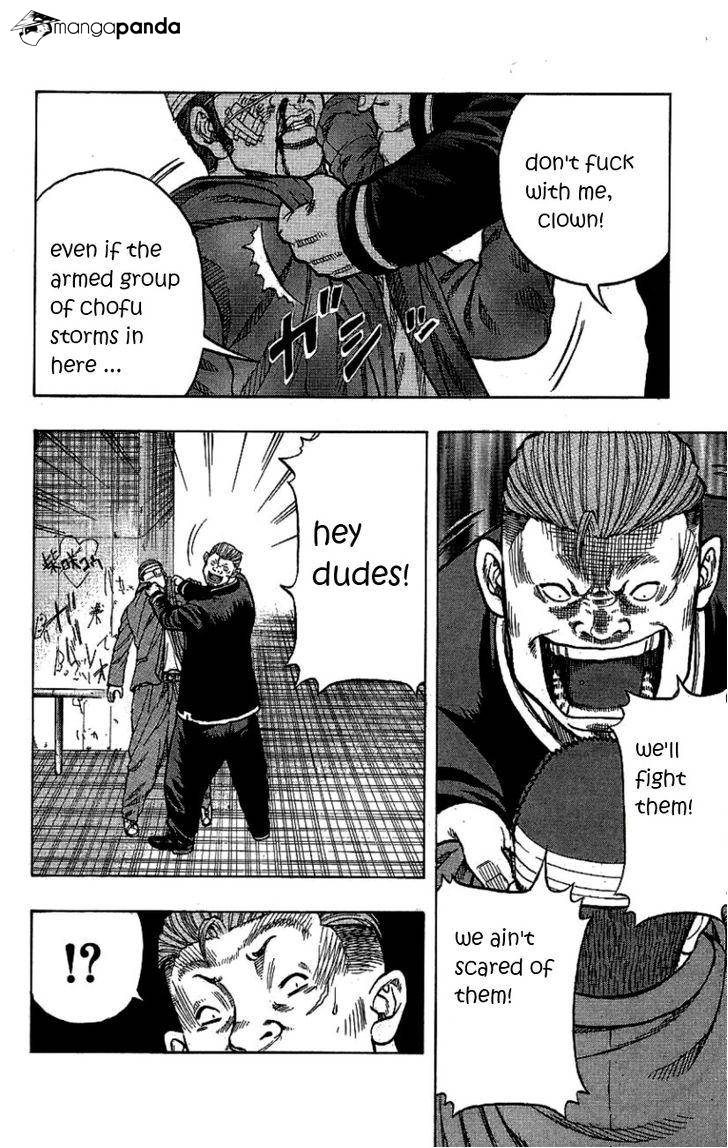 mangapanda
don't fuck
with me,
clown!
even if the
armed group
of chofu
storms in
here ...
ガシッ
we'll
fight
them!
we ain't
scared of
them!
hey
dudes!
!?